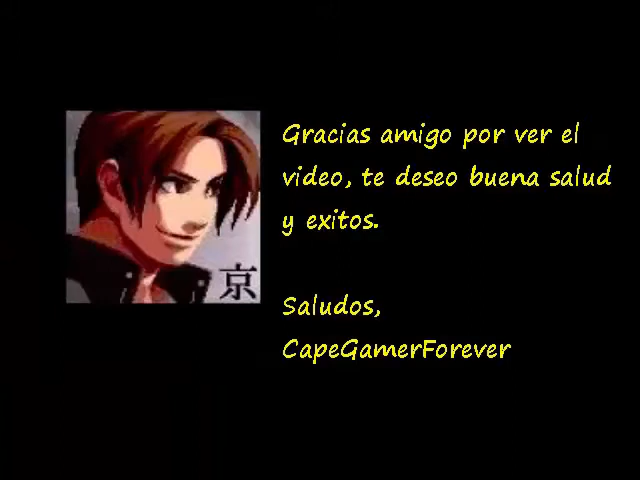 Gracias amigo por ver el
video, te deseo buena salud
y exitos.
Saludos,
CapeGamerForever
京